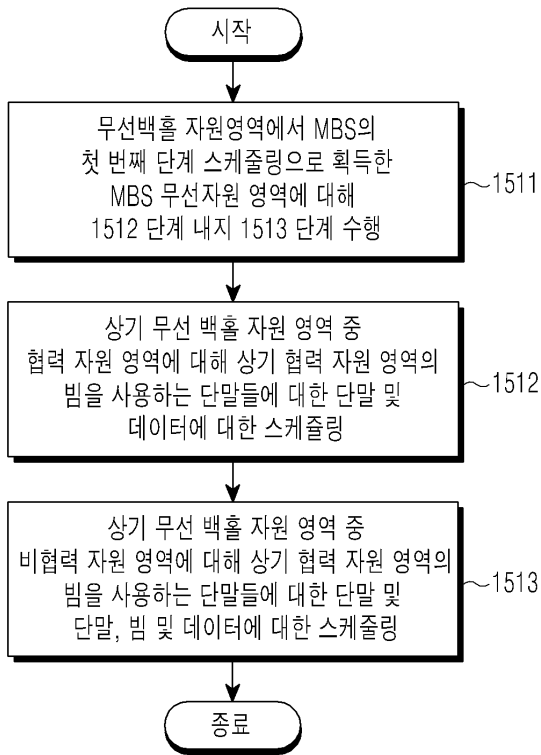 시작
무선백홀 자원영역에서 MBS의
첫 번째 단계 스케줄링으로 획득한
MBS 무선자원 영역에 대해
1512 단계 내지 1513 단계 수행
1511
상기 무선 백홀 자원 영역 중
협력 자원 영역에 대해 상기 협력 자원 영역의
빔을 사용하는 단말들에 대한 단말 및
데이터에 대한 스케쥴링
1512
상기 무선 백홀 자원 영역 중
비협력 자원 영역에 대해 상기 협력 자원 영역의
빔을 사용하는 단말들에 대한 단말 및
단말, 빔 및 데이터에 대한 스케줄링
1513
종료